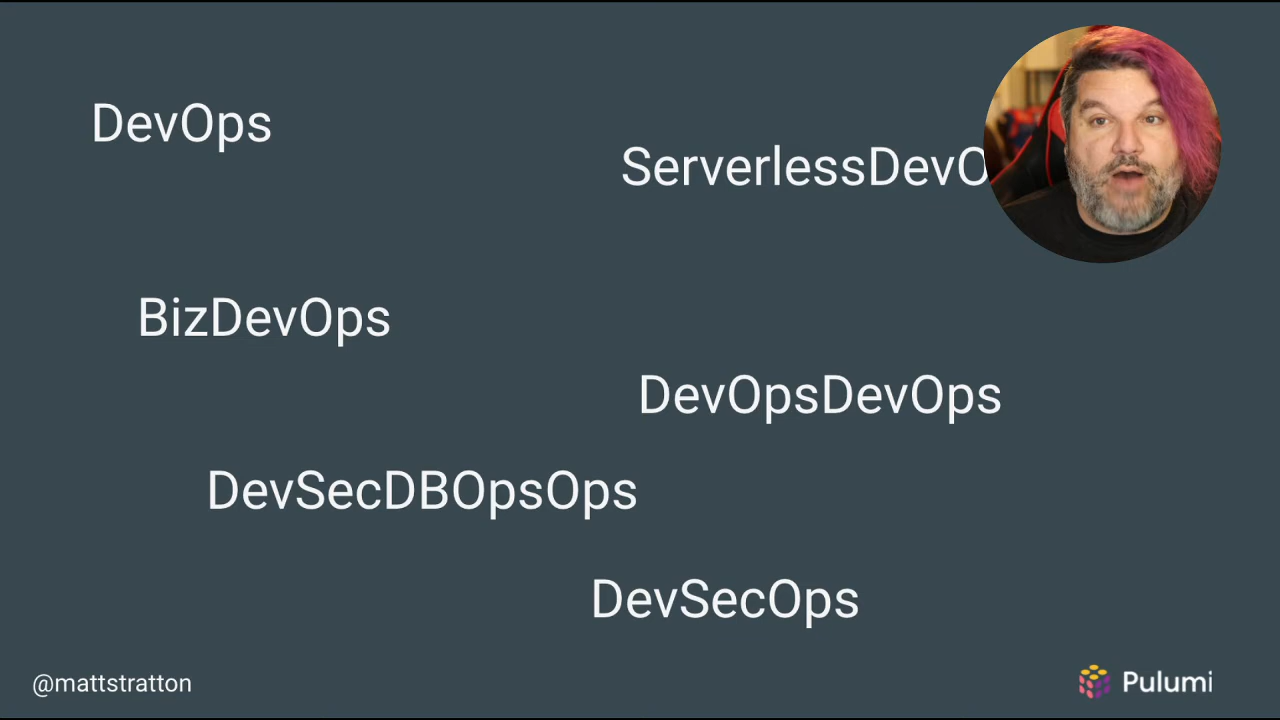 DevOps
ServerlessDevO
BizDevOps
DevOpsDevOps
DevSecDBOpsOps
DevSecOps
@mattstratton
Pulumi